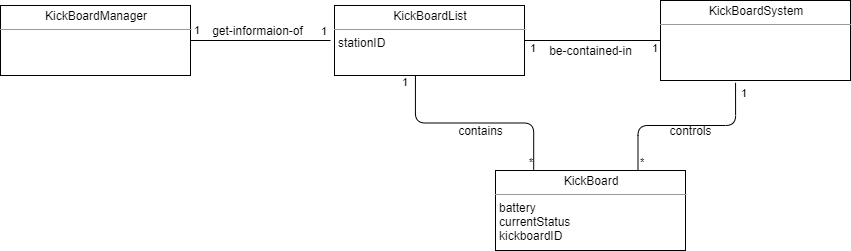 KickBoardManager
1
get-informaion-of
1
KickBoardList
stationID
1
be-contained-in
1
KickBoardSystem
1
contains
*
1
controls
*
KickBoard
battery
currentStatus
kickboardID